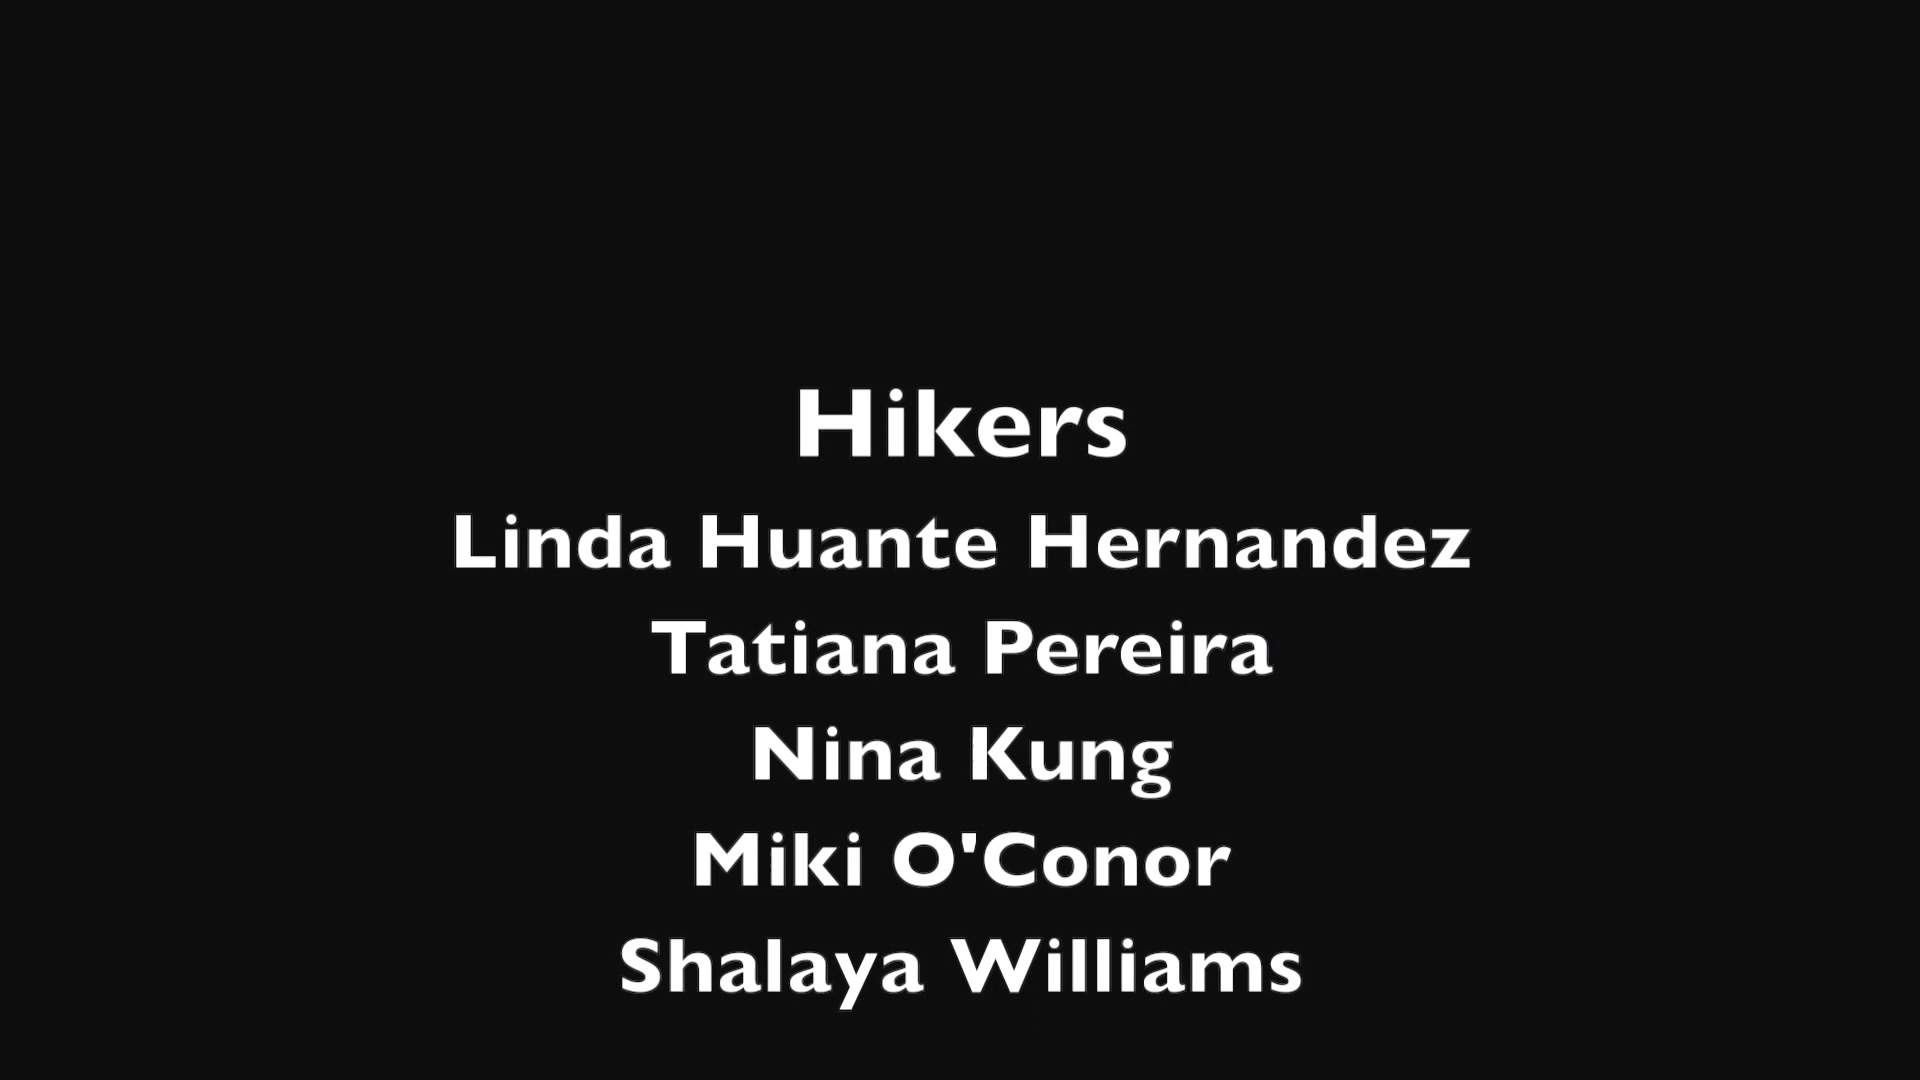 Hikers
Linda Huante Hernandez
Tatiana Pereira
Nina Kung
Miki O'Conor
Shalaya Williams